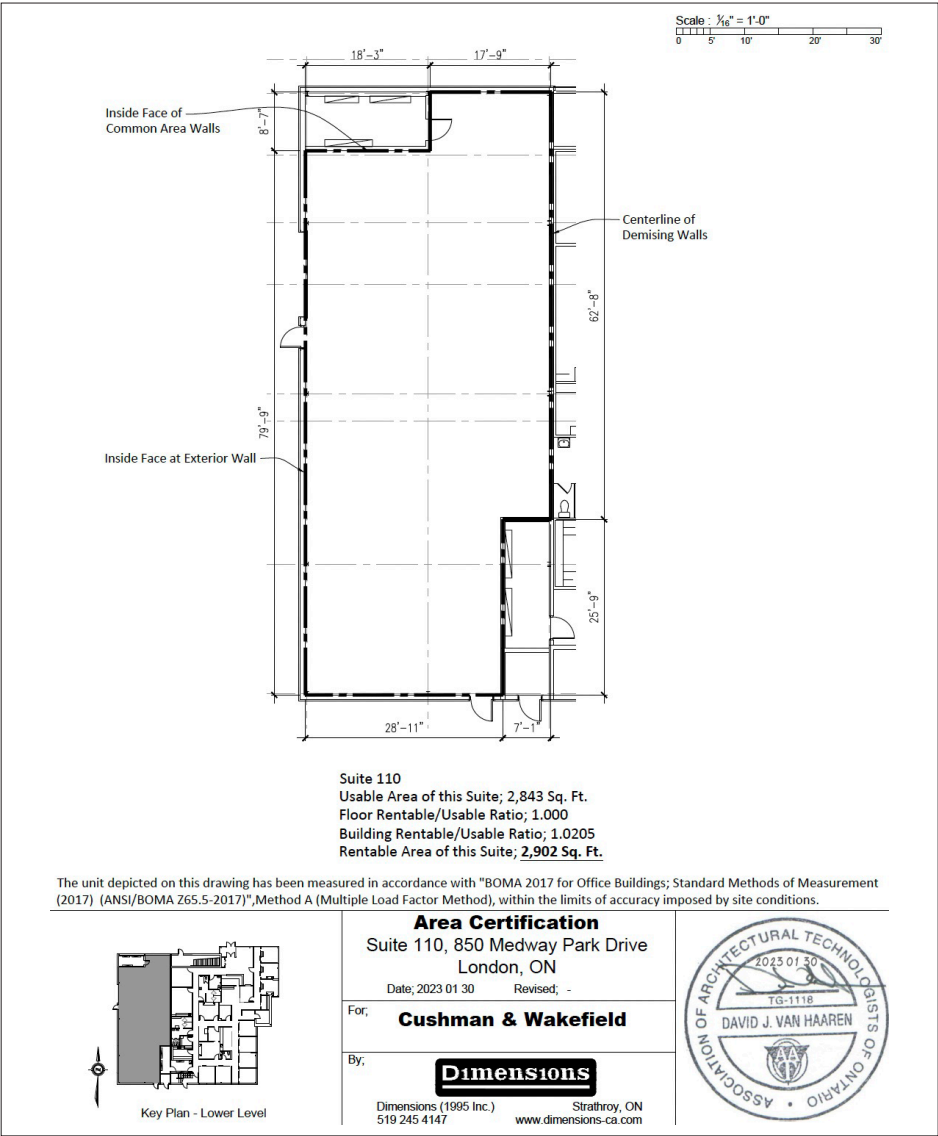 Scale : 1⁄16" = 1'-0"
0 5' 10' 20' 30'
18'-3" 17'-9"
Inside Face of
Common Area Walls
8'-7"
Centerline of
Demising Walls
62'-8"
79'-9"
Inside Face at Exterior Wall
25'-9"
28'-11" 7'-1"
Suite 110
Usable Area of this Suite; 2,843 Sq. Ft.
Floor Rentable/Usable Ratio; 1.000
Building Rentable/Usable Ratio; 1.0205
Rentable Area of this Suite; 2,902 Sq. Ft.
The unit depicted on this drawing has been measured in accordance with "BOMA 2017 for Office Buildings; Standard Methods of Measurement
(2017) (ANSI/BOMA Z65.5-2017)",Method A (Multiple Load Factor Method), within the limits of accuracy imposed by site conditions.
Key Plan - Lower Level
Area Certification
Suite 110, 850 Medway Park Drive
London, ON
Date; 2023 01 30 Revised; -
For;
Cushman & Wakefield
By;
Dimensions
Dimensions (1995 Inc.) Strathroy, ON
519 245 4147 www.dimensions-ca.com
ASSOCIATION OF ARCHITECTURAL TECHNOLOGISTS OF ONTARIO
2023 01 30
TG-1118
DAVID J. VAN HAAREN